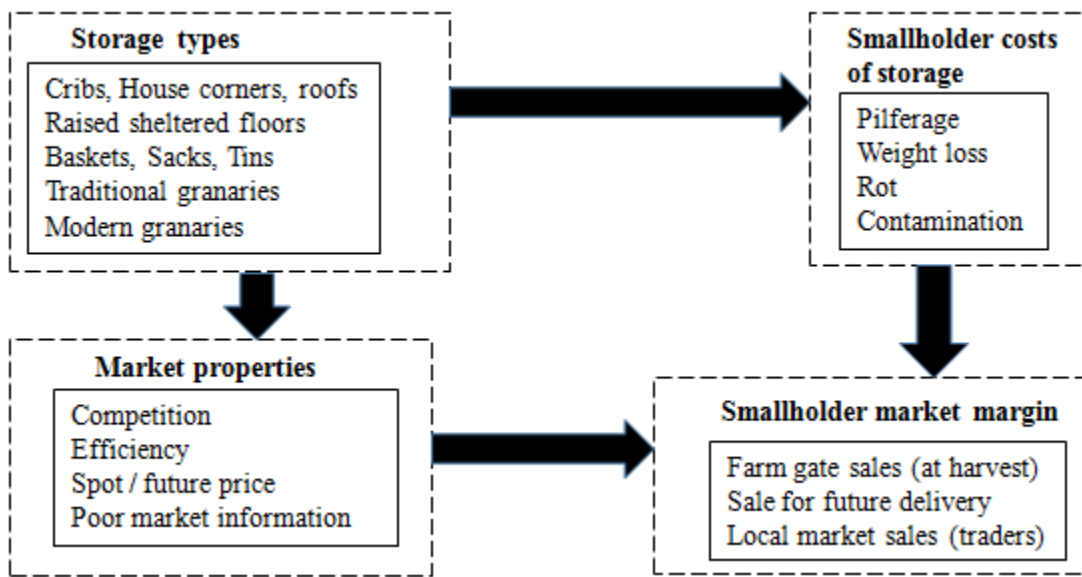 Storage types
Cribs, House corners, roofs
Raised sheltered floors
Baskets, Sacks, Tins
Traditional granaries
Modern granaries
Smallholder costs
of storage
Pilferage
Weight loss
Rot
Contamination
Market properties
Competition
Efficiency
Spot / future price
Poor market information
Smallholder market margin
Farm gate sales (at harvest)
Sale for future delivery
Local market sales (traders)